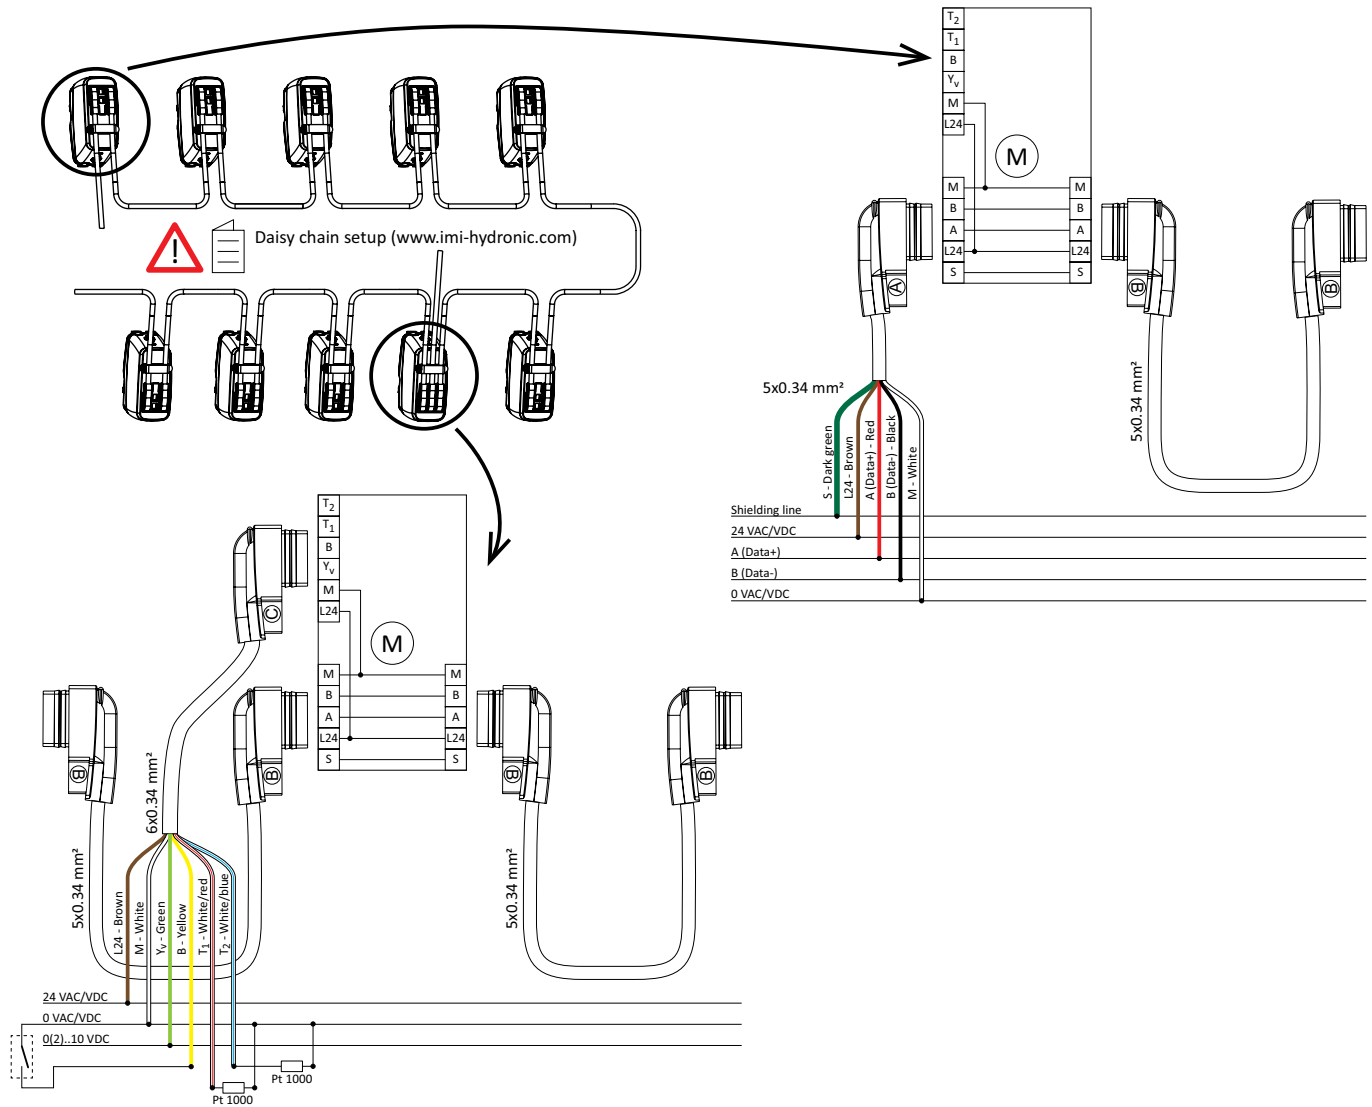 T2
T1
B
Yv
M
L24
M
M
M
B
B
A
A
L24
L24
S
S
!
Daisy chain setup (www.imi-hydronic.com)
A
B
B
5x0.34 mm²
5x0.34 mm²
S - Dark green
L24 - Brown
A (Data+) - Red
B (Data-) - Black
M - White
Shielding line
24 VAC/VDC
A (Data+)
B (Data-)
0 VAC/VDC
T2
T1
B
Yv
M
L24
M
M
M
B
B
A
A
L24
L24
S
S
C
B
B
B
B
6x0.34 mm²
5x0.34 mm²
5x0.34 mm²
L24 - Brown
M - White
Yv - Green
B - Yellow
T1 - White/red
T2 - White/blue
24 VAC/VDC
0 VAC/VDC
0(2)..10 VDC
Pt 1000
Pt 1000